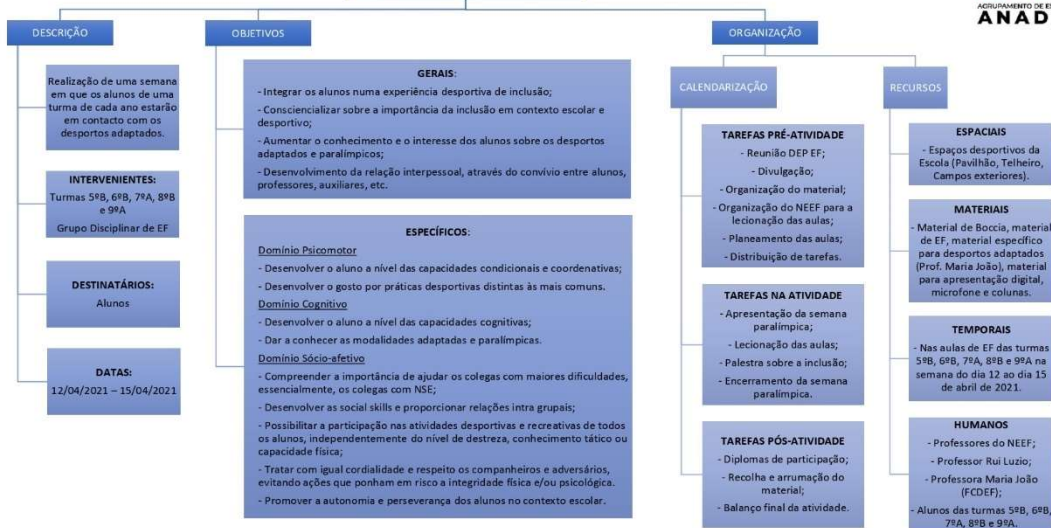 AGRUPAMENTO DE
ANAD
DESCRIÇÃO
Realização de uma semana
em que os alunos de uma
turma de cada ano estarão
em contacto com os
desportos adaptados.
INTERVENIENTES:
Turmas 5ºB, 6ºB, 7ºA, 8ºB
e 9ºA
Grupo Disciplinar de EF
DESTINATÁRIOS:
Alunos
DATAS:
12/04/2021 – 15/04/2021
OBJETIVOS
GERAIS:
- Integrar os alunos numa experiência desportiva de inclusão;
- Consciencializar sobre a importância da inclusão em contexto escolar e
desportivo;
- Aumentar o conhecimento e o interesse dos alunos sobre os desportos
adaptados e paralímpicos;
- Desenvolvimento da relação interpessoal, através do convívio entre alunos,
professores, auxiliares, etc.
ESPECÍFICOS:
Domínio Psicomotor
- Desenvolver o aluno a nível das capacidades condicionais e coordenativas;
- Desenvolver o gosto por práticas desportivas distintas às mais comuns.
Domínio Cognitivo
- Desenvolver o aluno a nível das capacidades cognitivas;
- Dar a conhecer as modalidades adaptadas e paralímpicas.
Domínio Sócio-afetivo
- Compreender a importância de ajudar os colegas com maiores dificuldades,
essencialmente, os colegas com NSE;
- Desenvolver as social skills e proporcionar relações intra grupais;
- Possibilitar a participação nas atividades desportivas e recreativas de todos
os alunos, independentemente do nível de destreza, conhecimento tático ou
capacidade física;
- Tratar com igual cordialidade e respeito os companheiros e adversários,
evitando ações que ponham em risco a integridade física e/ou psicológica.
- Promover a autonomia e perseverança dos alunos no contexto escolar.
ORGANIZAÇÃO
CALENDARIZAÇÃO
TAREFAS PRÉ-ATIVIDADE
- Reunião DEP EF;
- Divulgação;
- Organização do material;
- Organização do NEEF para a
lecionação das aulas;
- Planeamento das aulas;
- Distribuição de tarefas.
TAREFAS NA ATIVIDADE
- Apresentação da semana
paralímpica;
- Lecionação das aulas;
- Palestra sobre a inclusão;
- Encerramento da semana
paralímpica.
TAREFAS PÓS-ATIVIDADE
- Diplomas de participação;
- Recolha e arrumação do
material;
- Balanço final da atividade.
RECURSOS
ESPACIAIS
- Espaços desportivos da
Escola (Pavilhão, Telheiro,
Campos exteriores).
MATERIAIS
- Material de Boccia, material
de EF, material específico
para desportos adaptados
(Prof. Maria João), material
para apresentação digital,
microfone e colunas.
TEMPORAIS
- Nas aulas de EF das turmas
5ºB, 6ºB, 7ºA, 8ºB e 9ºA na
semana do dia 12 ao dia 15
de abril de 2021.
HUMANOS
- Professores do NEEF;
- Professor Rui Luzio;
- Professora Maria João
(FCDEF);
- Alunos das turmas 5ºB, 6ºB,
7ºA, 8ºB e 9ºA.